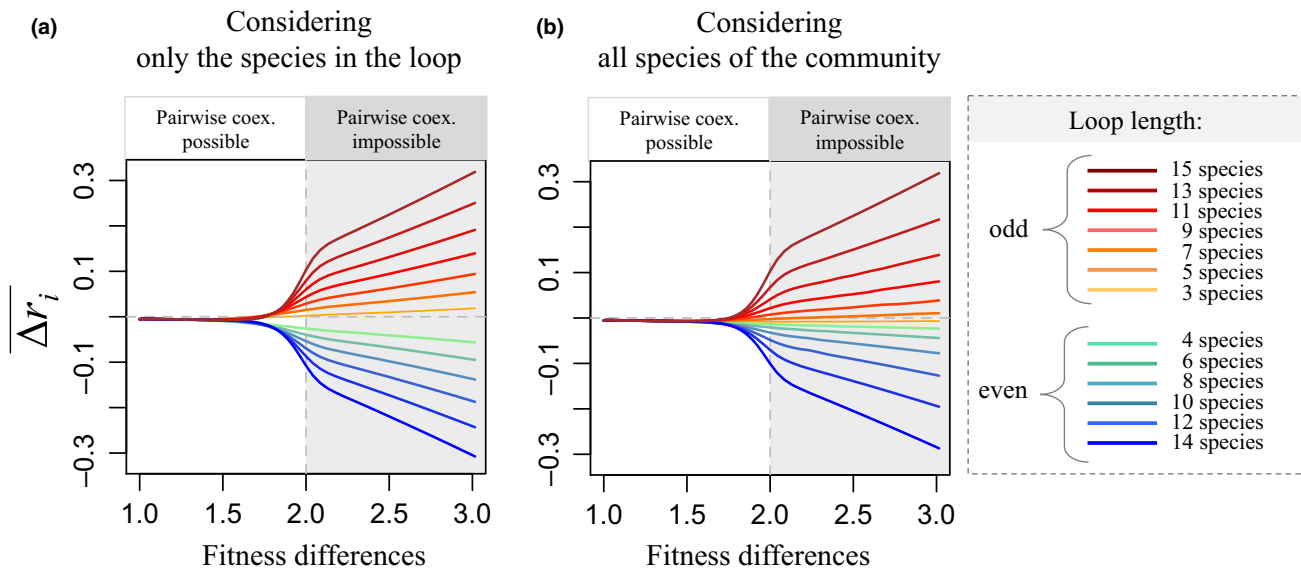 (a)
Considering
only the species in the loop
Pairwise coex.
possible
Pairwise coex.
impossible
0.3
0.1
−0.1
−0.3
Δr_i
1.0
1.5
2.0
2.5
3.0
Fitness differences
(b)
Considering
all species of the community
Pairwise coex.
possible
Pairwise coex.
impossible
0.3
0.1
−0.1
−0.3
1.0
1.5
2.0
2.5
3.0
Fitness differences
Loop length:
odd
15 species
13 species
11 species
9 species
7 species
5 species
3 species
even
4 species
6 species
8 species
10 species
12 species
14 species